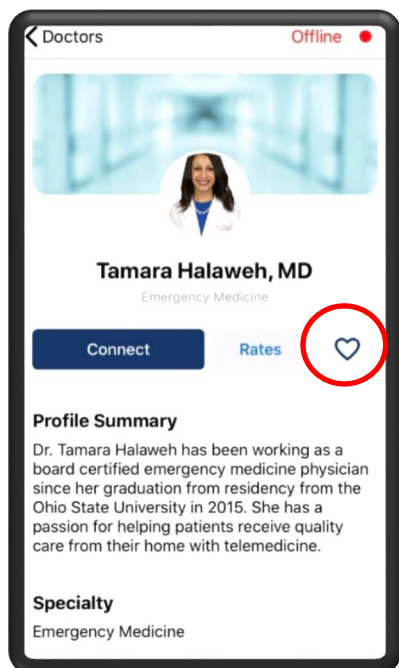 Doctors
Offline
Tamara Halaweh, MD
Emergency Medicine
Connect
Rates
Profile Summary
Dr. Tamara Halaweh has been working as a
board certified emergency medicine physician
since her graduation from residency from the
Ohio State University in 2015. She has a
passion for helping patients receive quality
care from their home with telemedicine.
Specialty
Emergency Medicine